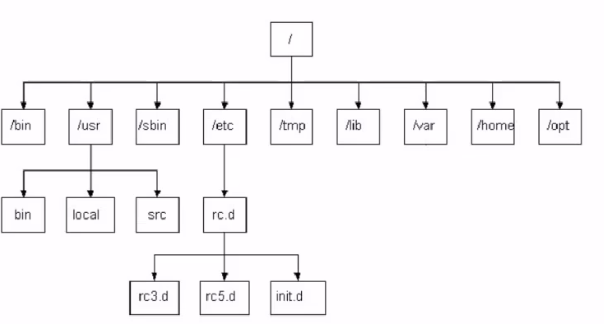 /
/bin /usr /sbin /etc /tmp /lib /var /home /opt
bin local src rc.d
rc3.d rc5.d init.d